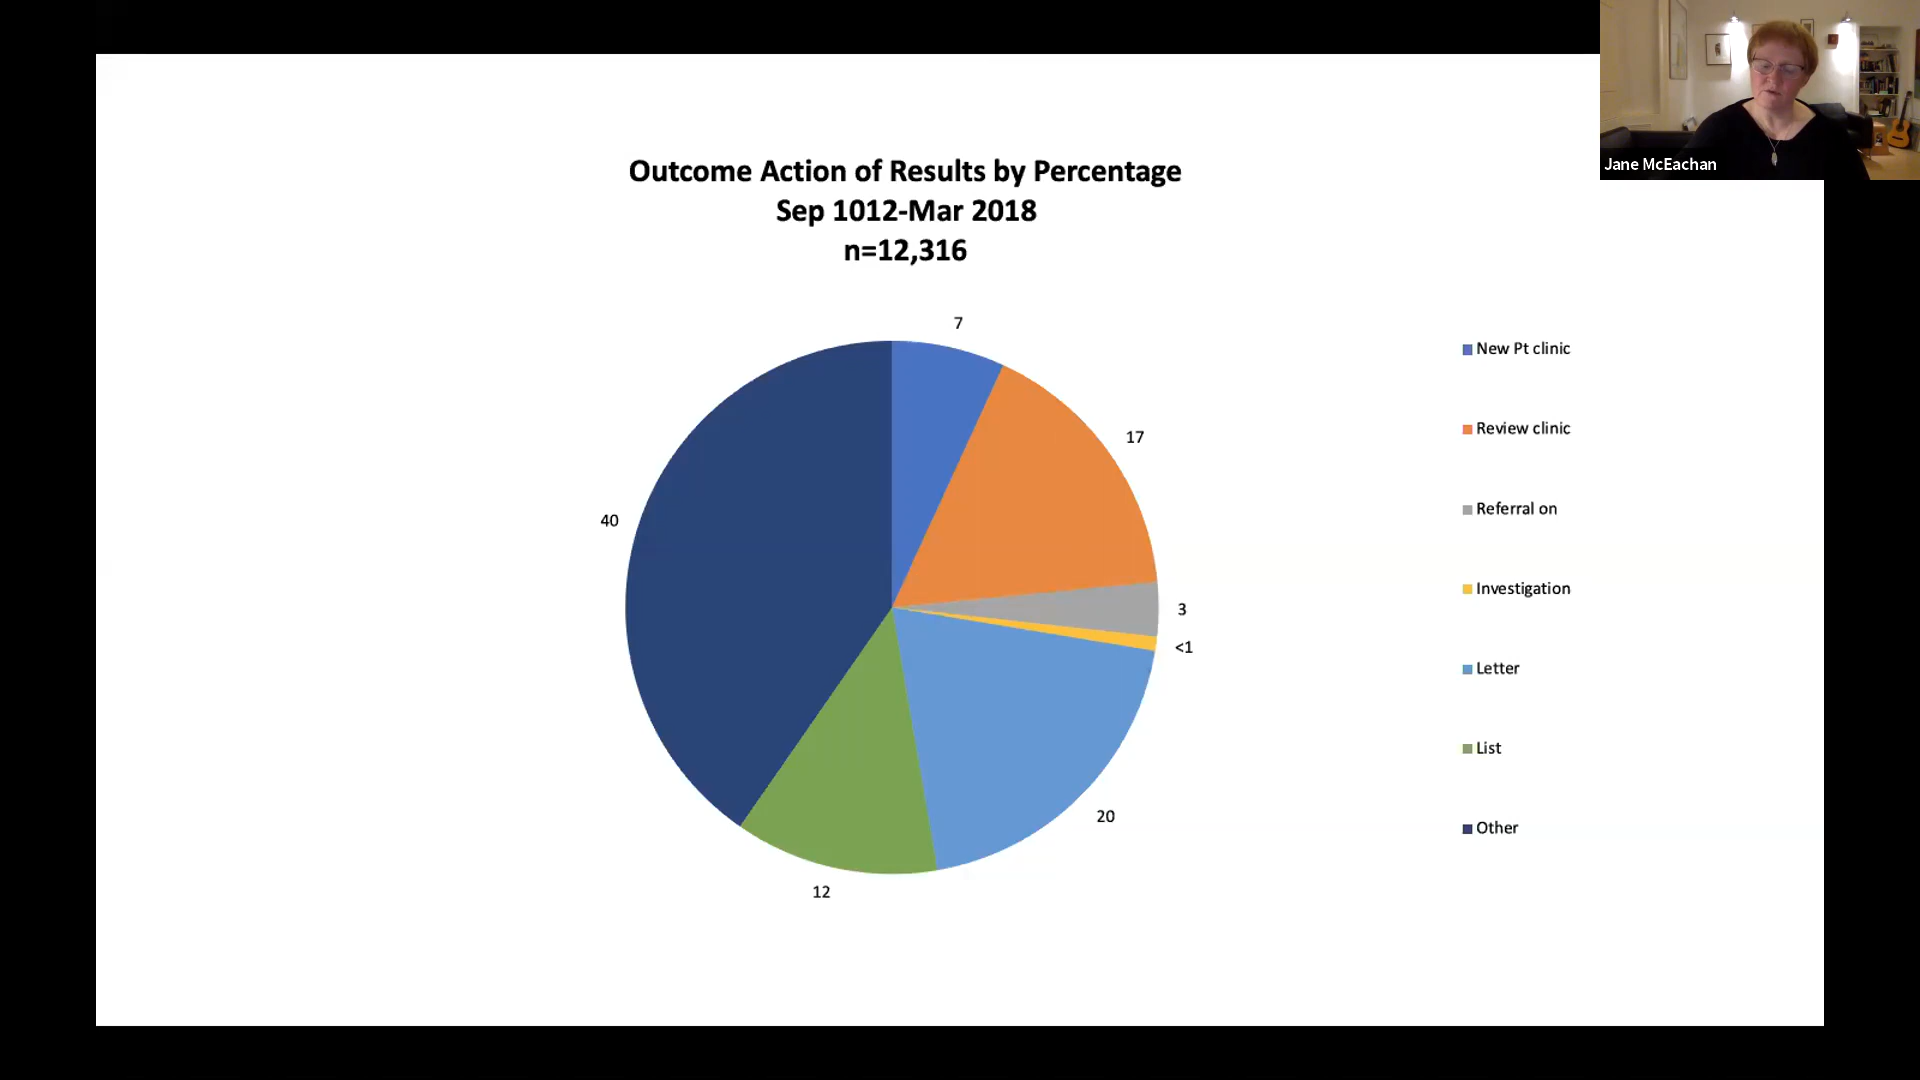 Jane McEachan
Outcome Action of Results by Percentage
Sep 1012-Mar 2018
n=12,316
7
17
3
<1
20
12
40
New Pt clinic
Review clinic
Referral on
Investigation
Letter
List
Other